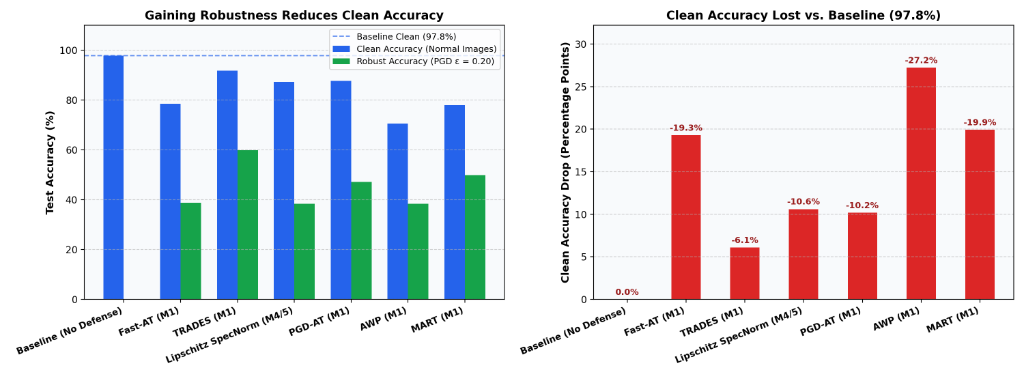 Gaining Robustness Reduces Clean Accuracy
Test Accuracy (%)
100
80
60
40
20
0
Baseline Clean (97.8%)
Clean Accuracy (Normal Images)
Robust Accuracy (PGD ε = 0.20)
Baseline (No Defense)
Fast-AT (M1)
TRADES (M1)
Lipschitz SpecNorm (M4/5)
PGD-AT (M1)
AWP (M1)
MART (M1)
Clean Accuracy Lost vs. Baseline (97.8%)
Clean Accuracy Drop (Percentage Points)
30
25
20
15
10
5
0
0.0%
-19.3%
-6.1%
-10.6%
-10.2%
-27.2%
-19.9%
Baseline (No Defense)
Fast-AT (M1)
TRADES (M1)
Lipschitz SpecNorm (M4/5)
PGD-AT (M1)
AWP (M1)
MART (M1)